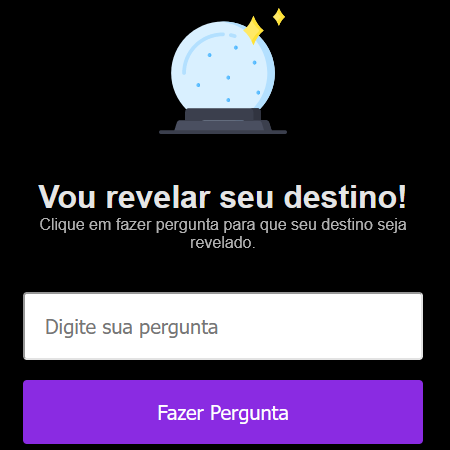 Vou revelar seu destino!
Clique em fazer pergunta para que seu destino seja
revelado.
Digite sua pergunta
Fazer Pergunta